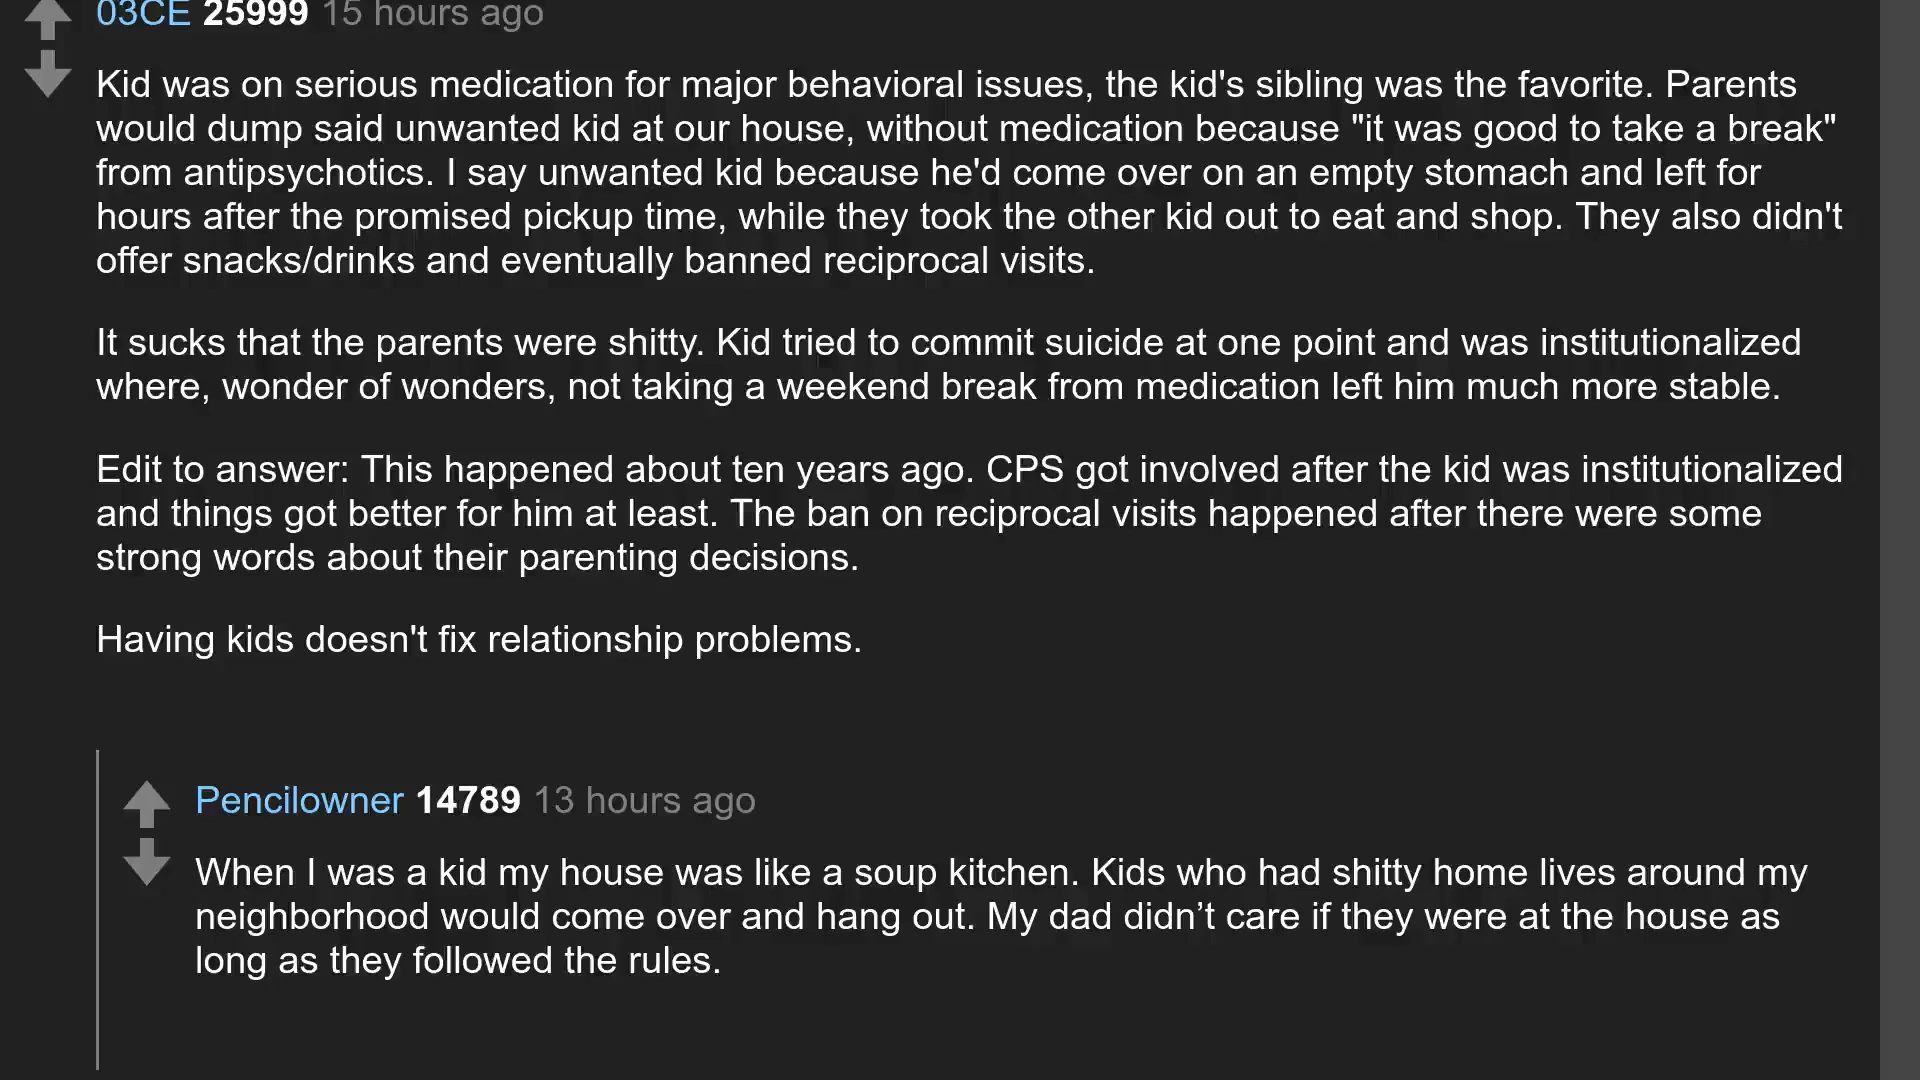 03CE 25999 15 hours ago
Kid was on serious medication for major behavioral issues, the kid's sibling was the favorite. Parents
would dump said unwanted kid at our house, without medication because "it was good to take a break"
from antipsychotics. I say unwanted kid because he'd come over on an empty stomach and left for
hours after the promised pickup time, while they took the other kid out to eat and shop. They also didn't
offer snacks/drinks and eventually banned reciprocal visits.
It sucks that the parents were shitty. Kid tried to commit suicide at one point and was institutionalized
where, wonder of wonders, not taking a weekend break from medication left him much more stable.
Edit to answer: This happened about ten years ago. CPS got involved after the kid was institutionalized
and things got better for him at least. The ban on reciprocal visits happened after there were some
strong words about their parenting decisions.
Having kids doesn't fix relationship problems.
Pencilowner 14789 13 hours ago
When I was a kid my house was like a soup kitchen. Kids who had shitty home lives around my
neighborhood would come over and hang out. My dad didn’t care if they were at the house as
long as they followed the rules.